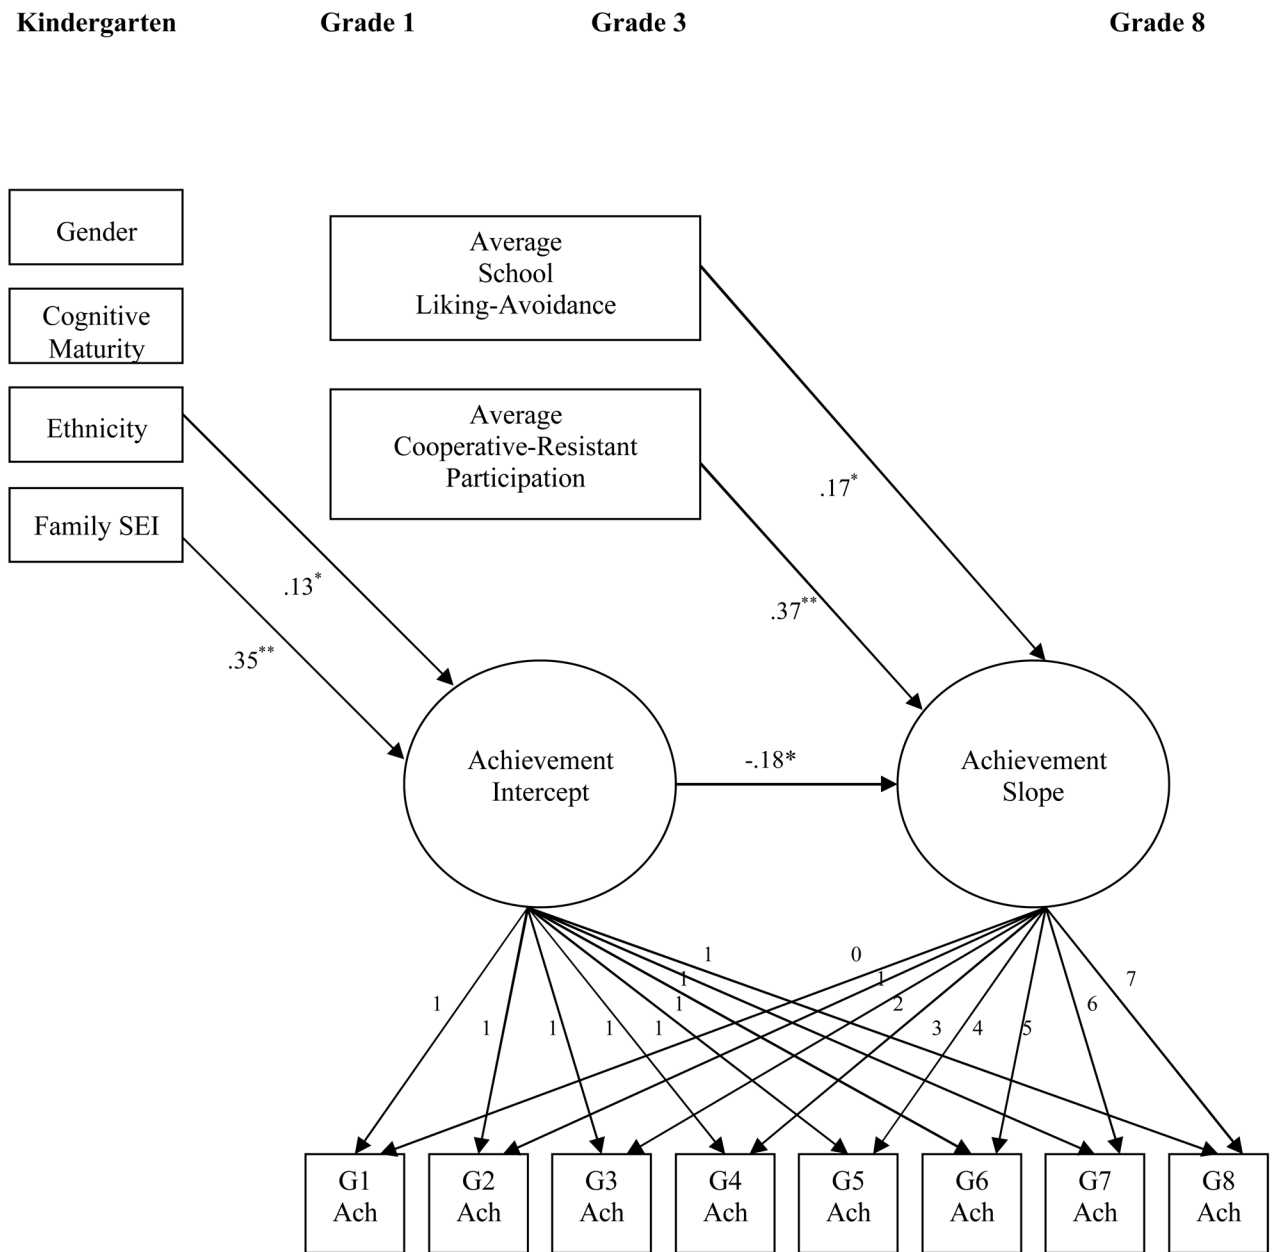 Kindergarten Grade 1 Grade 3 Grade 8
Gender
Cognitive
Maturity
Ethnicity
Family SEI
Average
School
Liking-Avoidance
Average
Cooperative-Resistant
Participation
.17*
.13*
.37**
.35**
Achievement
Intercept
-.18*
Achievement
Slope
1 0
1 1 7
1 1 2 6
1 1 1 1 3 4 5
G1
Ach
G2
Ach
G3
Ach
G4
Ach
G5
Ach
G6
Ach
G7
Ach
G8
Ach